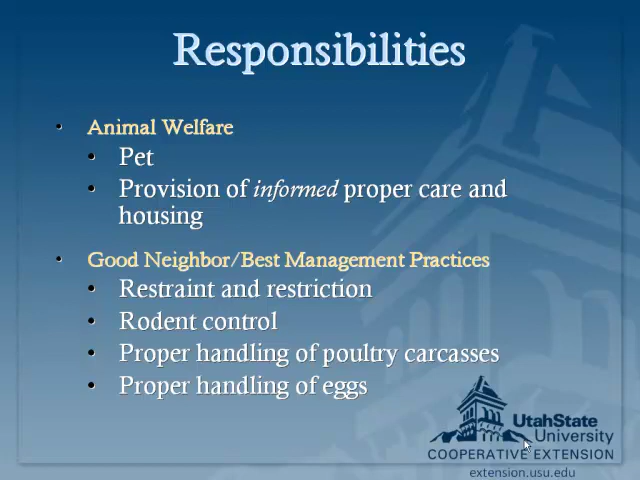 Responsibilities
• Animal Welfare
• Pet
• Provision of informed proper care and
housing
• Good Neighbor/Best Management Practices
• Restraint and restriction
• Rodent control
• Proper handling of poultry carcasses
• Proper handling of eggs
UtahState
University
COOPERATIVE EXTENSION
extension.usu.edu